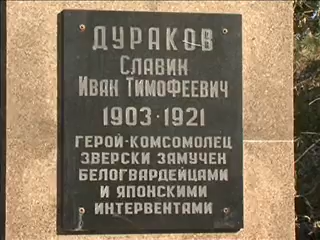 ДУРАКОВ
СЛАВИН
ИВАН ТИМОФЕЕВИЧ
1903-1921
ГЕРОЙ-КОМСОМОЛЕЦ
ЗВЕРСКИ ЗАМУЧЕН
БЕЛОГВАРДЕЙЦАМИ
И ЯПОНСКИМИ
ИНТЕРВЕНТАМИ